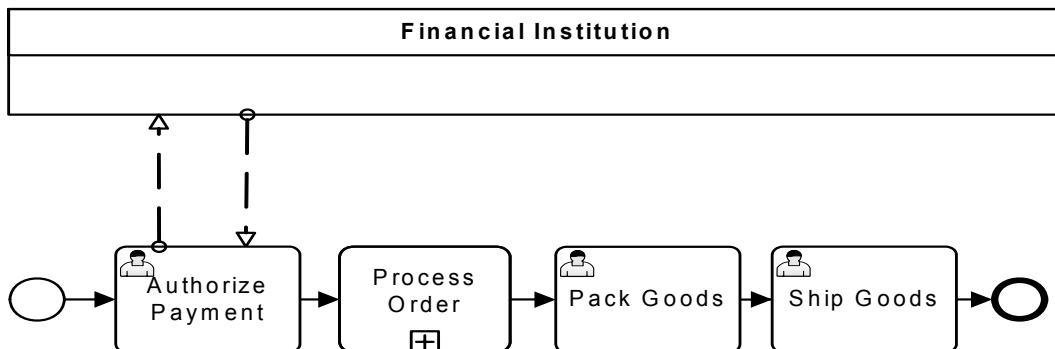 Financial Institution
Authorize
Payment
Process
Order
Pack Goods
Ship Goods